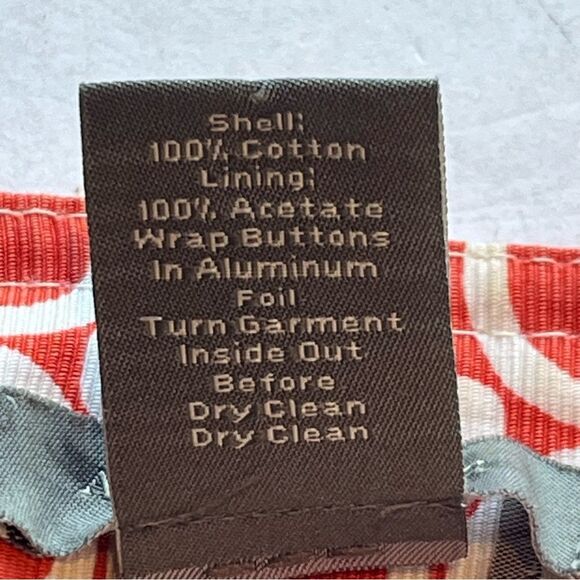 Shell:
100% Cotton
Lining:
100% Acetate
Wrap Buttons
In Aluminum
Foil
Turn Garment
Inside Out
Before
Dry Clean
Dry Clean